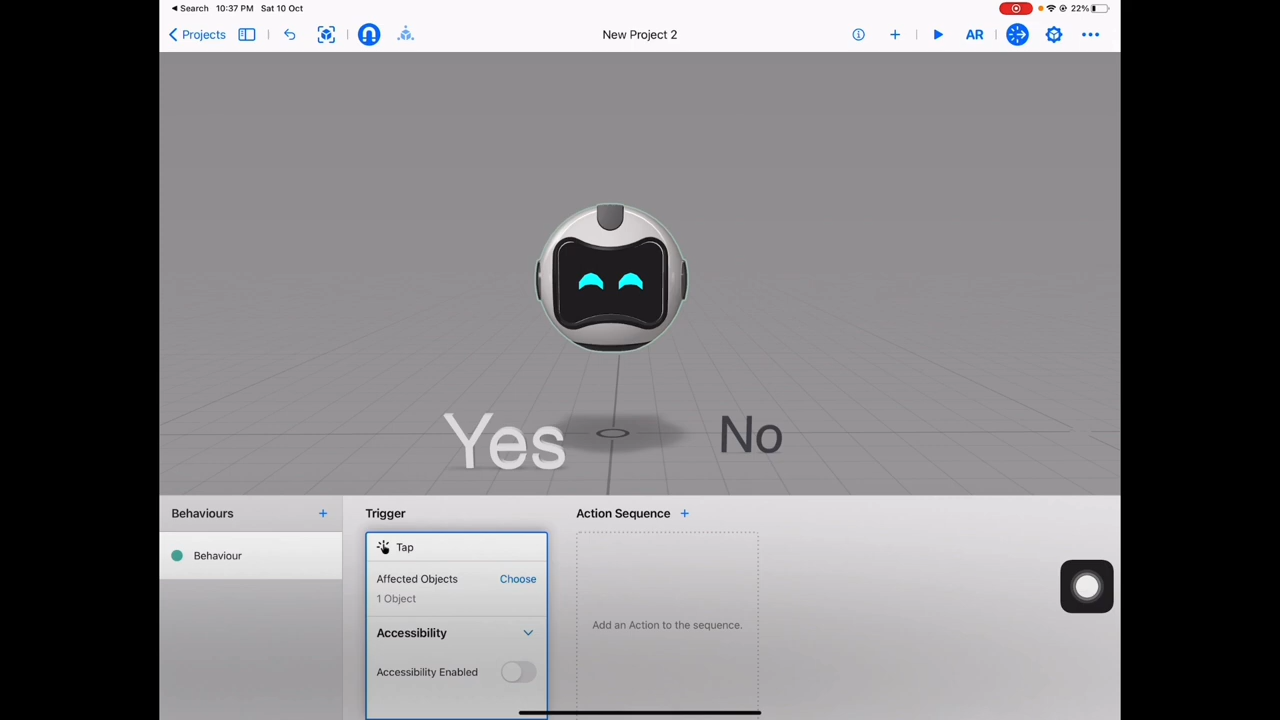 Search 10:37 PM Sat 10 Oct 22%
Projects New Project 2 AR
Yes No
Behaviours + Trigger Action Sequence +
Tap
Behaviour
Affected Objects Choose
1 Object
Add an Action to the sequence.
Accessibility
Accessibility Enabled